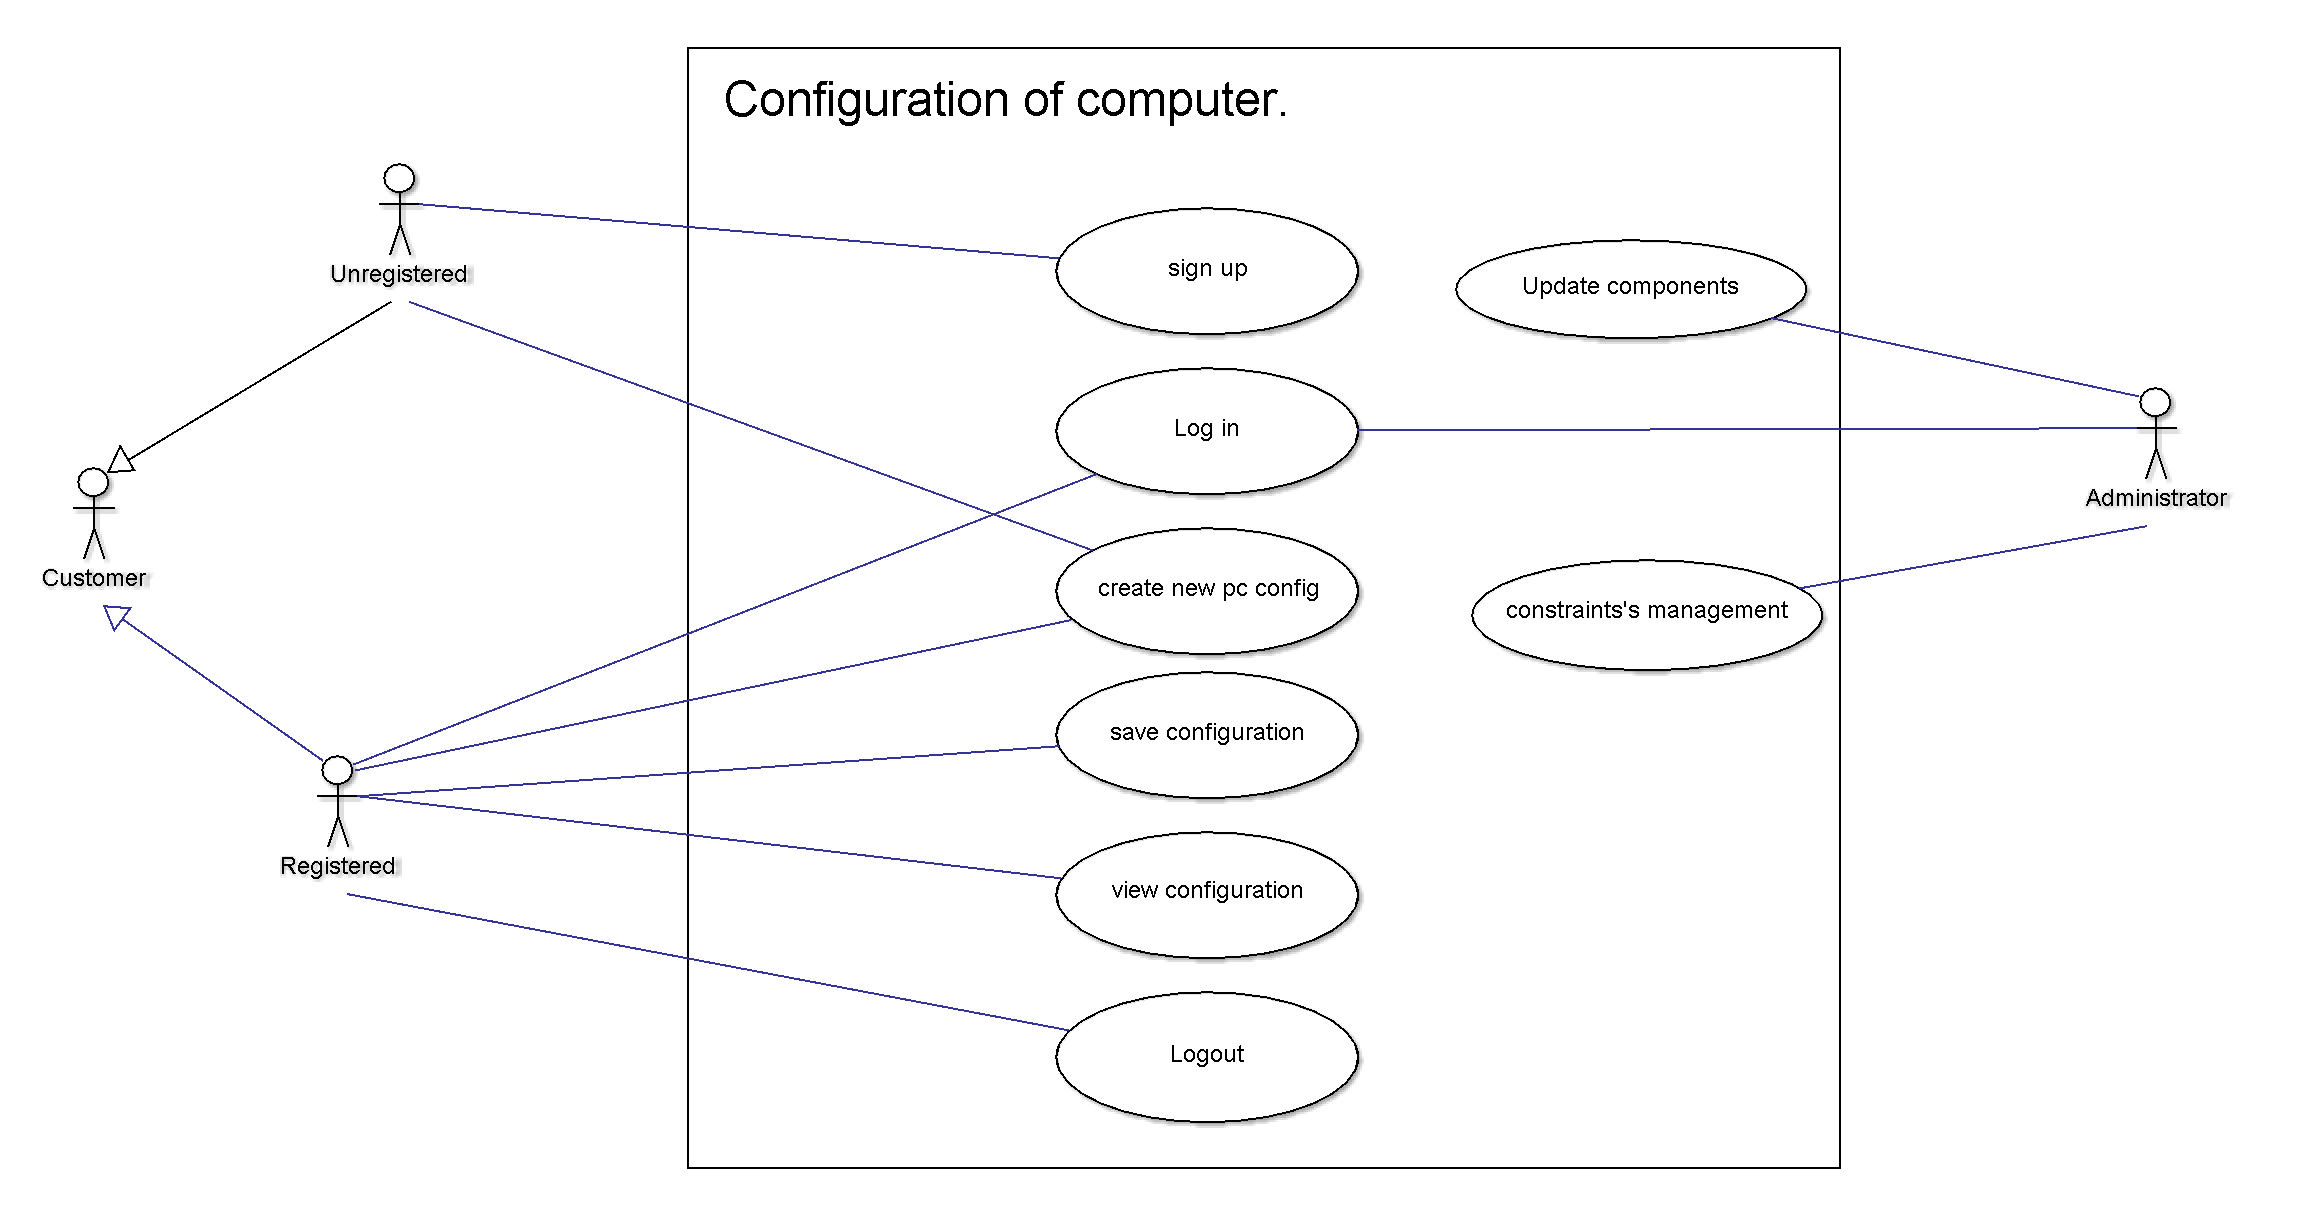 Configuration of computer.
Unregistered
sign up
Update components
Log in
Administrator
Customer
create new pc config
constraints's management
save configuration
Registered
view configuration
Logout